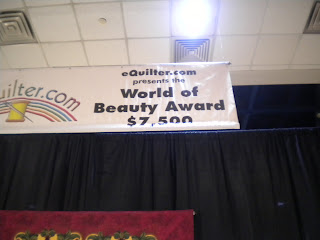 eQuilter.com
presents the
World of
Beauty Award
$7,500
uilter.com